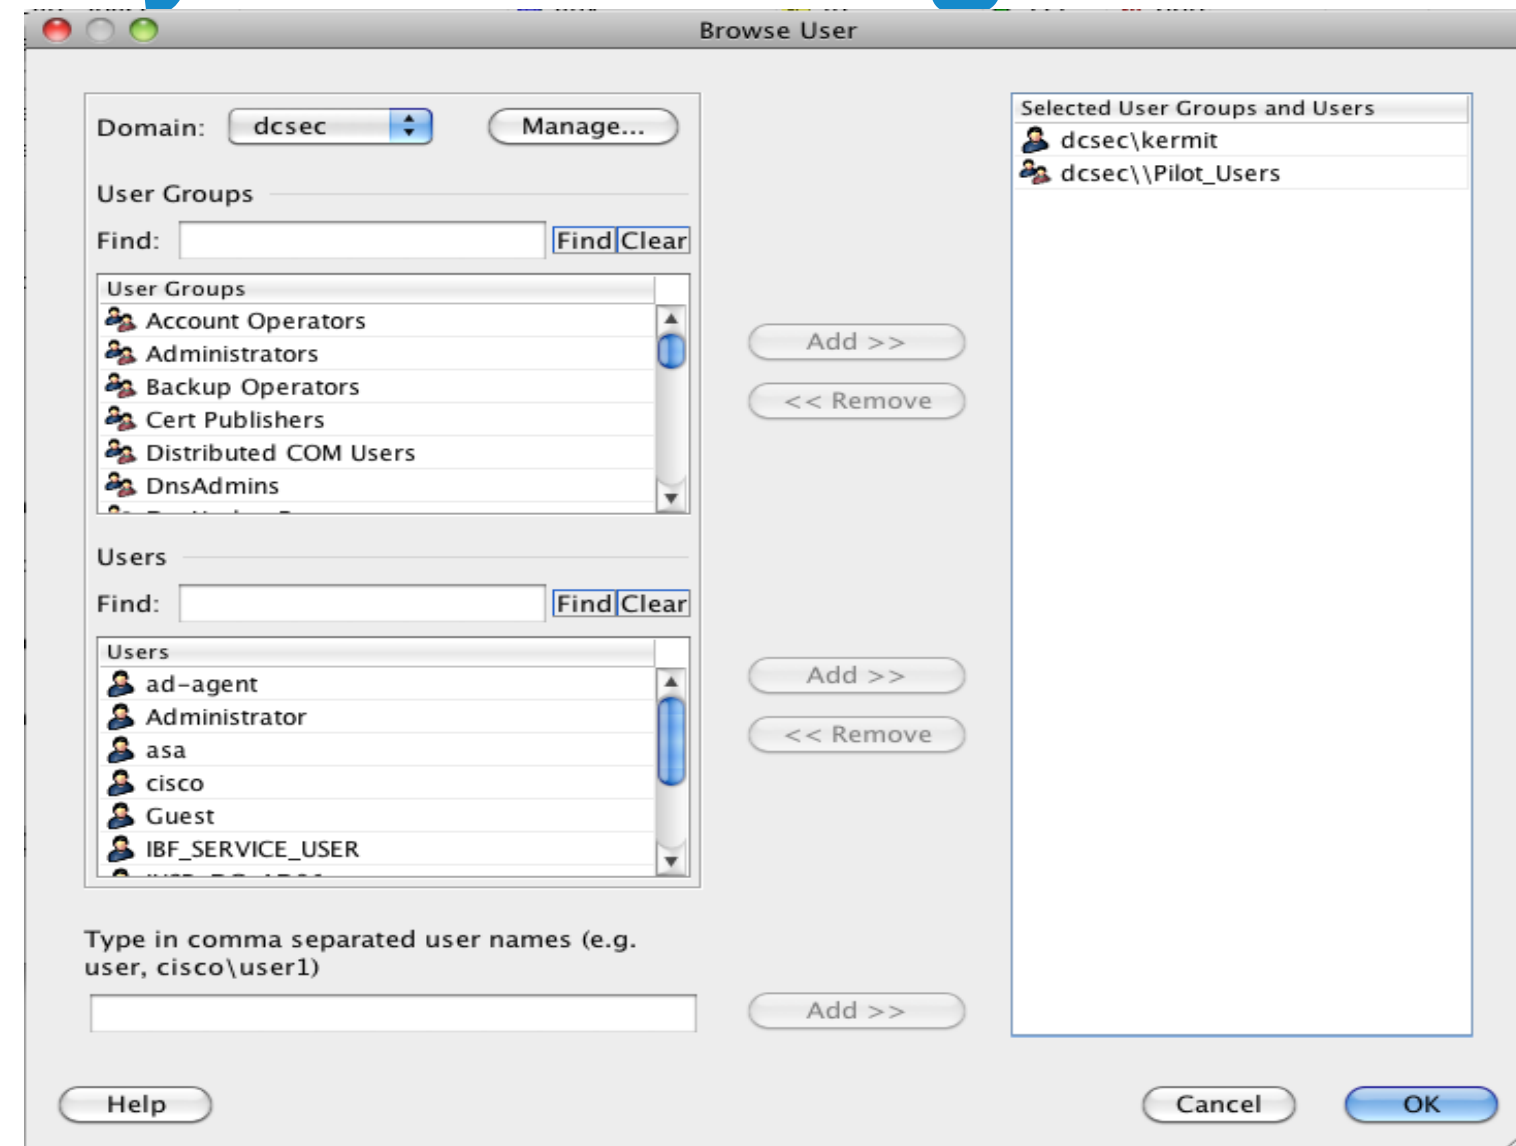 Browse User
Domain: dcsec Manage...
User Groups
Find: Find Clear
User Groups
Account Operators
Administrators
Backup Operators
Cert Publishers
Distributed COM Users
DnsAdmins
Users
Find: Find Clear
Users
ad-agent
Administrator
asa
cisco
Guest
IBF_SERVICE_USER
Type in comma separated user names (e.g.
user, cisco\user1)
Add >>
<< Remove
Add >>
<< Remove
Add >>
Selected User Groups and Users
dcsec\kermit
dcsec\\Pilot_Users
Help Cancel OK